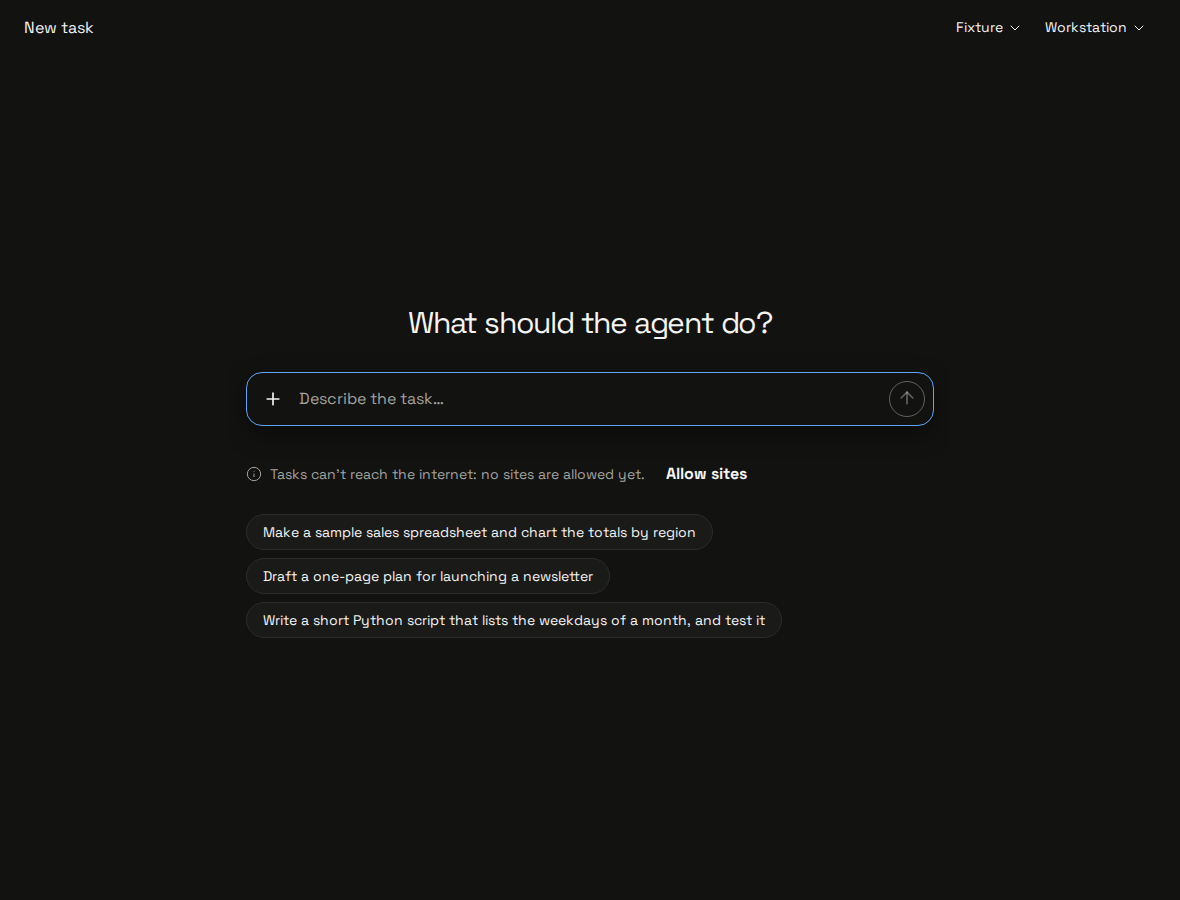 New task
Fixture
Workstation
What should the agent do?
Describe the task…
Tasks can't reach the internet: no sites are allowed yet.
Allow sites
Make a sample sales spreadsheet and chart the totals by region
Draft a one-page plan for launching a newsletter
Write a short Python script that lists the weekdays of a month, and test it